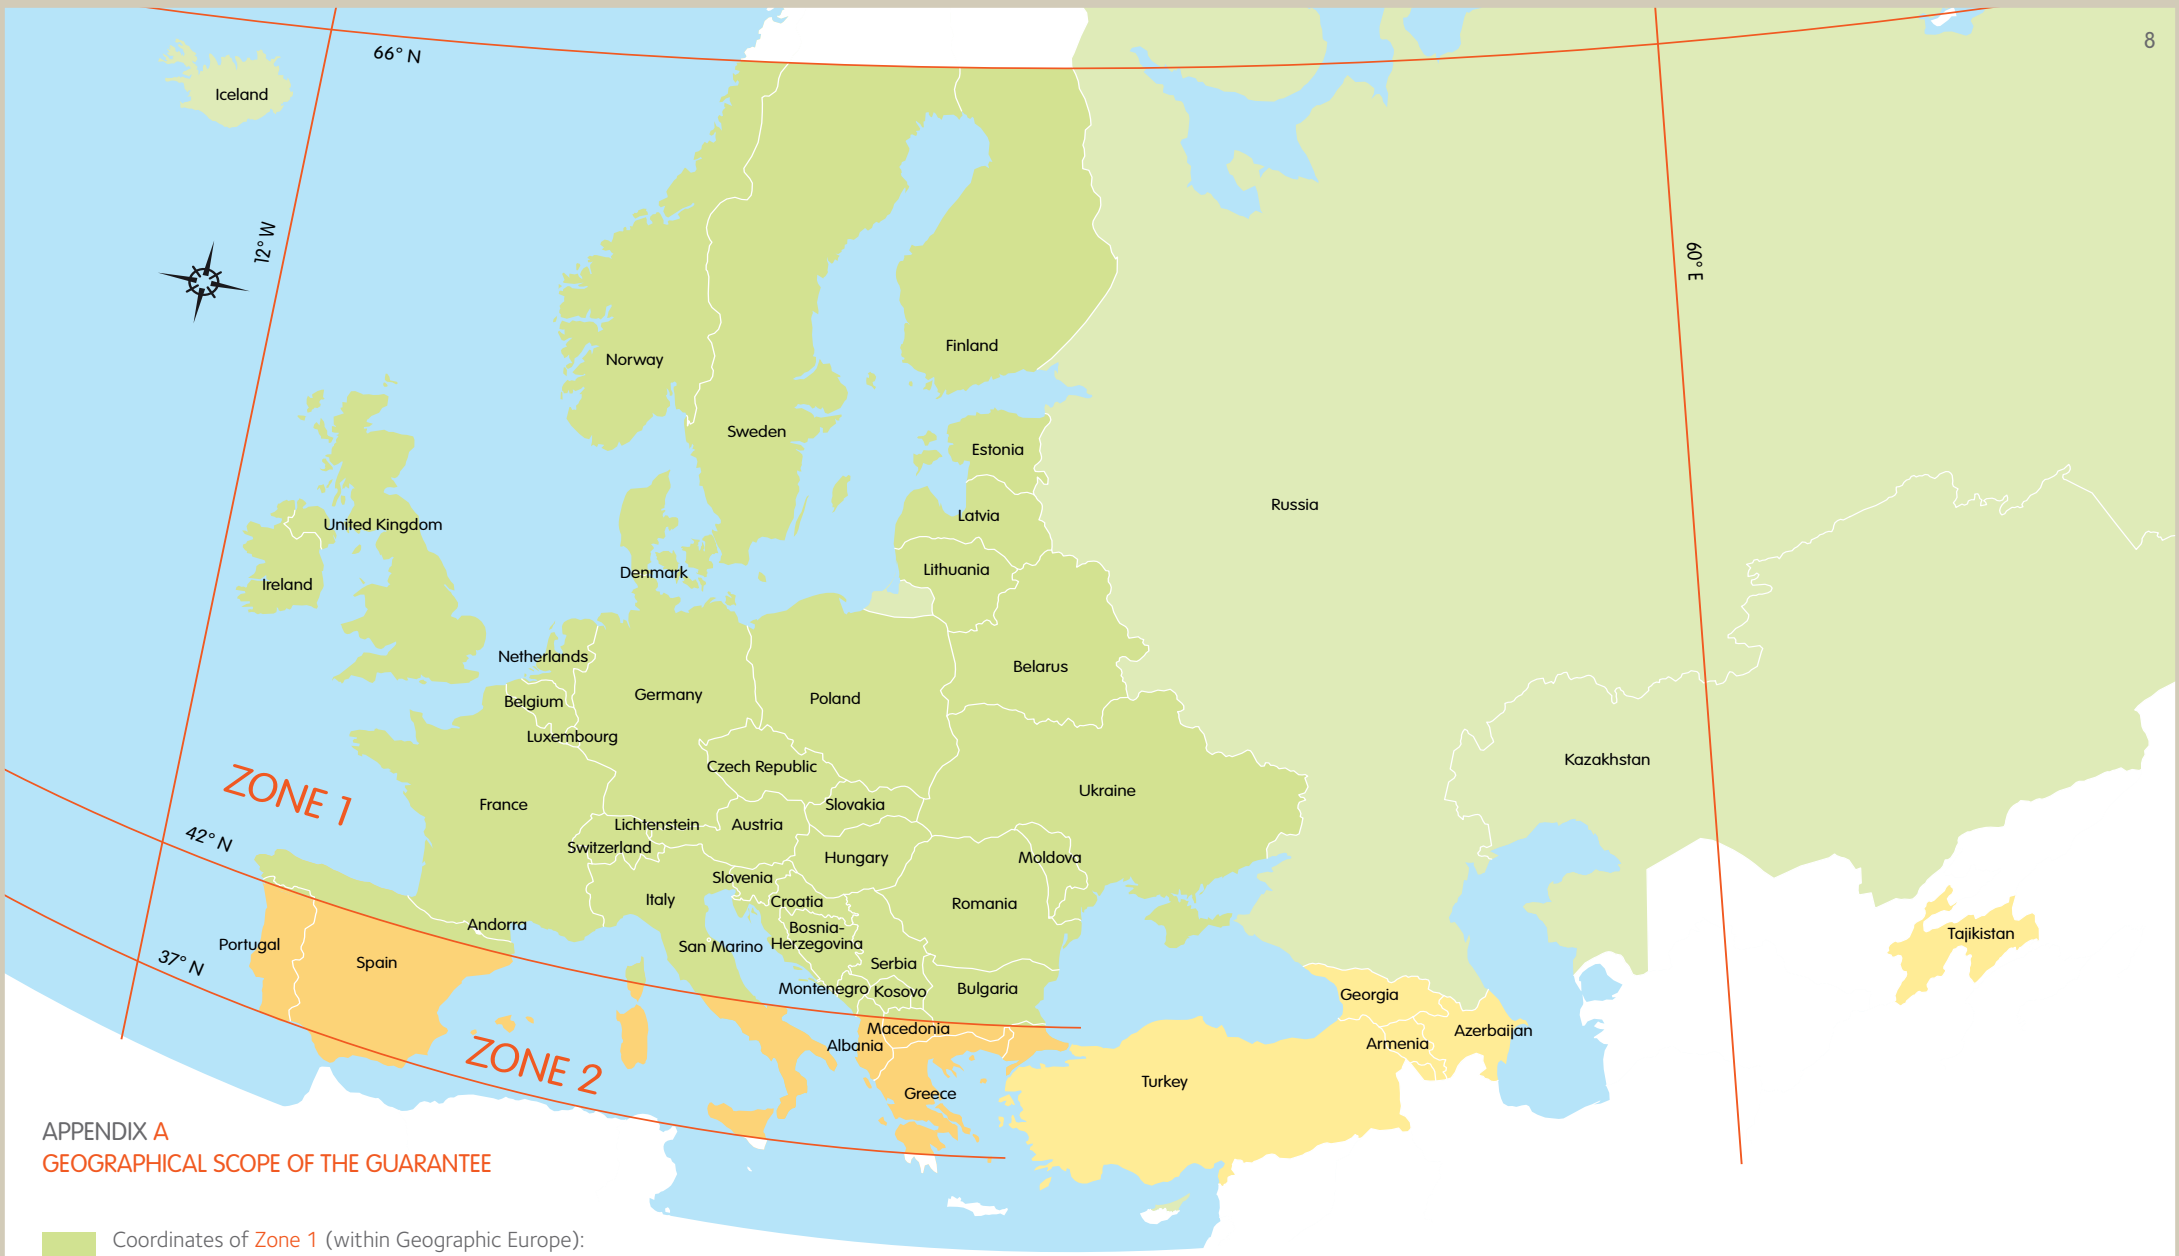 8
66° N
Iceland
12° W
60° E
Norway
Finland
Sweden
Estonia
Russia
Latvia
United Kingdom
Lithuania
Denmark
Ireland
Netherlands
Belarus
Germany
Poland
Belgium
Luxembourg
Czech Republic
Kazakhstan
ZONE 1
Ukraine
France
Slovakia
Lichtenstein
Austria
42° N
Switzerland
Hungary
Moldova
Slovenia
Italy
Croatia
Romania
Andorra
Bosnia-
Herzegovina
Portugal
San Marino
Tajikistan
Spain
37° N
Serbia
Montenegro
Kosovo
Bulgaria
Georgia
Macedonia
Azerbaijan
Albania
Armenia
ZONE 2
Turkey
Greece
APPENDIX A
GEOGRAPHICAL SCOPE OF THE GUARANTEE
Coordinates of Zone 1 (within Geographic Europe):